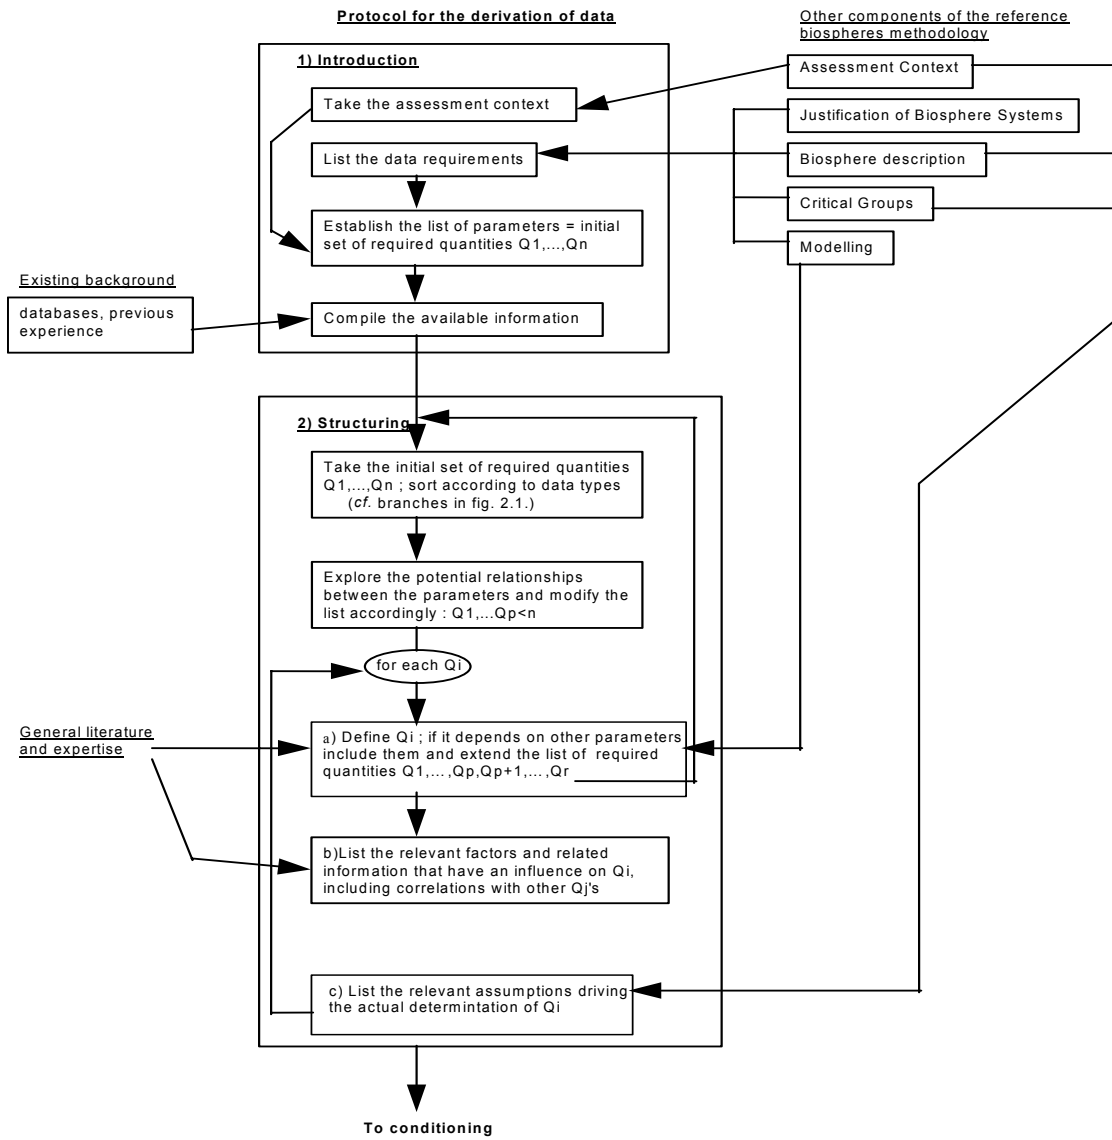 Protocol for the derivation of data
Other components of the reference
biospheres methodology
1) Introduction
Assessment Context
Take the assessment context
Justification of Biosphere Systems
List the data requirements
Biosphere description
Critical Groups
Establish the list of parameters = initial
set of required quantities Q1,...,Qn
Modelling
Existing background
databases, previous
experience
Compile the available information
2) Structuring
Take the initial set of required quantities
Q1,...,Qn ; sort according to data types
(cf. branches in fig. 2.1.)
Explore the potential relationships
between the parameters and modify the
list accordingly : Q1,...Qp<n
for each Qi
General literature
and expertise
a) Define Qi ; if it depends on other parameters
include them and extend the list of required
quantities Q1,...,Qp,Qp+1,...,Qr
b)List the relevant factors and related
information that have an influence on Qi,
including correlations with other Qj's
c) List the relevant assumptions driving
the actual determintation of Qi
To conditioning